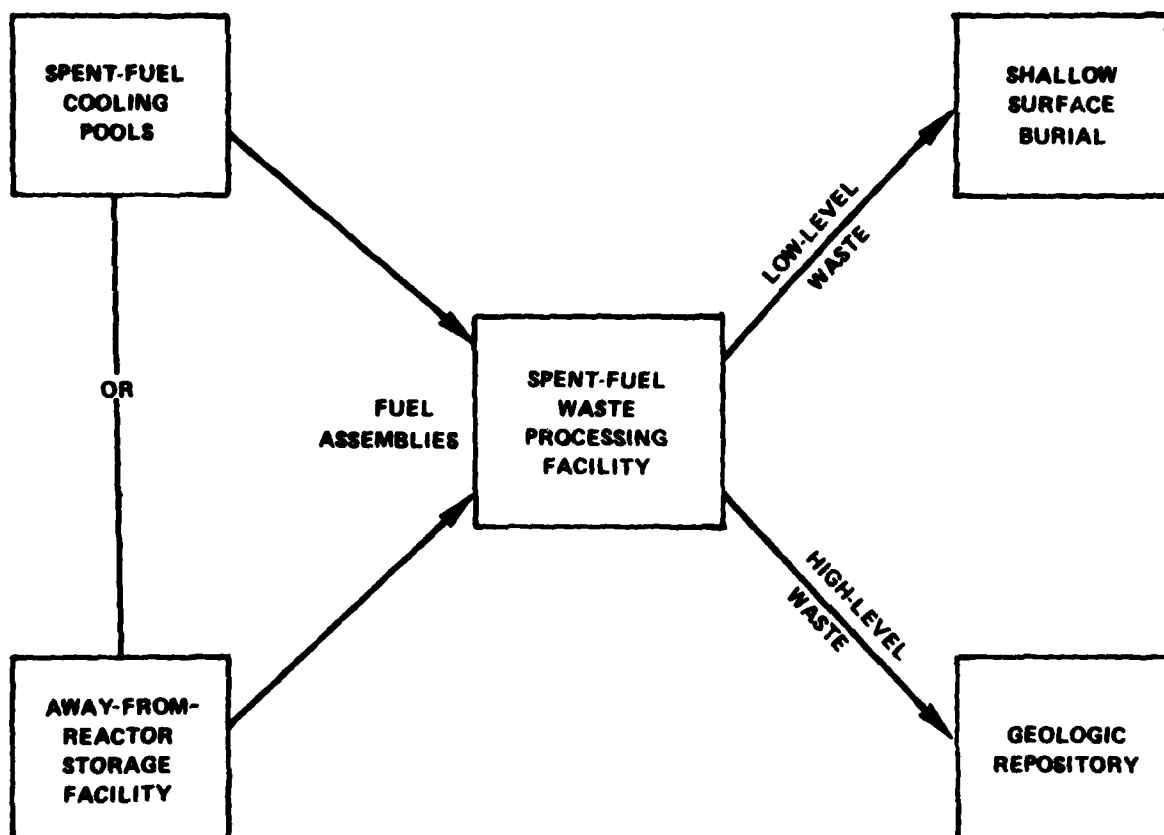 SPENT-FUEL
COOLING
POOLS
SHALLOW
SURFACE
BURIAL
LOW-LEVEL
WASTE
OR
FUEL
ASSEMBLIES
SPENT-FUEL
WASTE
PROCESSING
FACILITY
HIGH-LEVEL
WASTE
AWAY-FROM-
REACTOR
STORAGE
FACILITY
GEOLOGIC
REPOSITORY